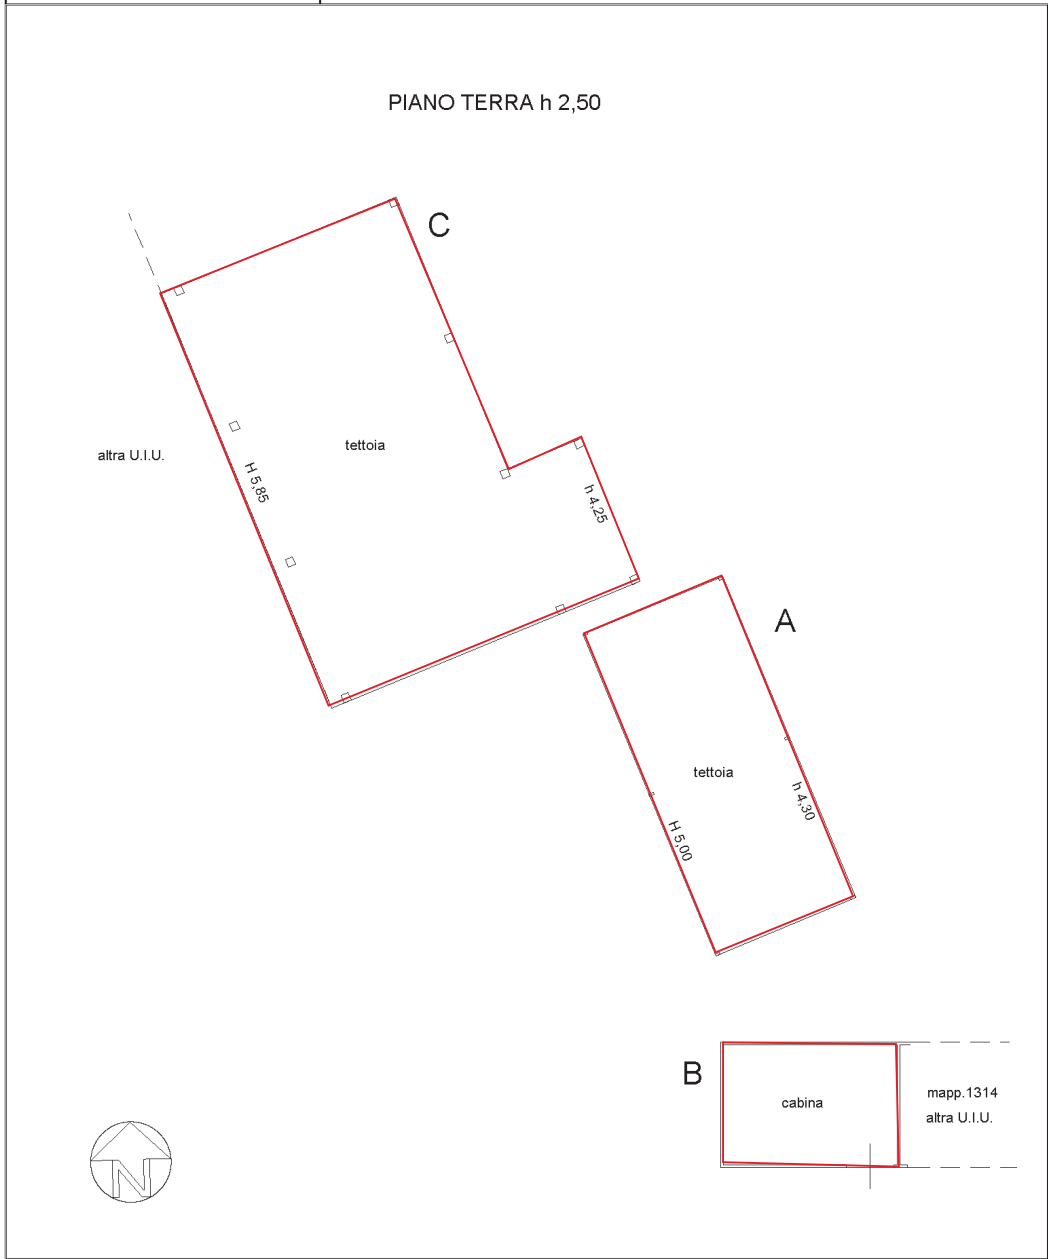 PIANO TERRA h 2,50
C
altra U.I.U.
tettoia
H 5,85
h 4,25
A
tettoia
h 4,30
H 5,00
B
cabina
mapp.1314
altra U.I.U.
N